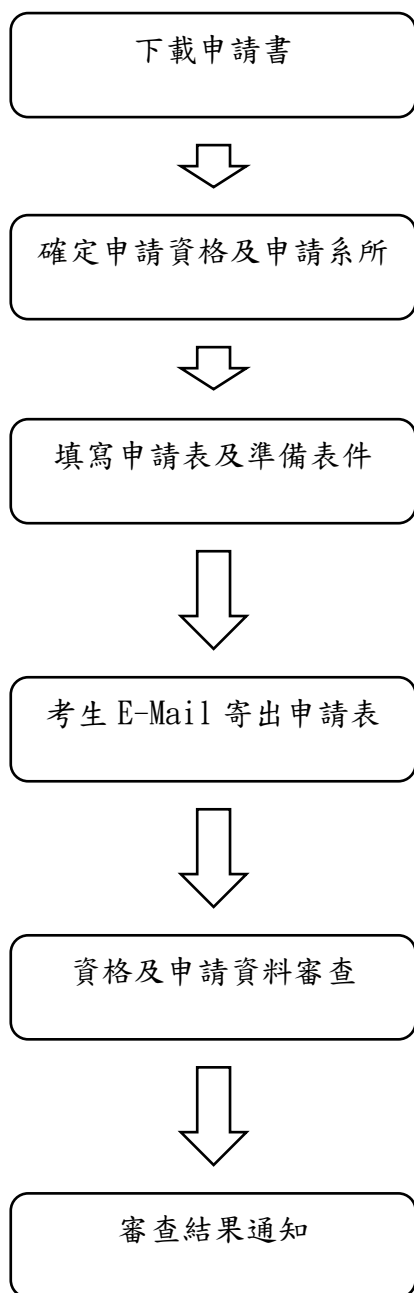 下載申請書
確定申請資格及申請系所
填寫申請表及準備表件
考生 E-Mail 寄出申請表
資格及申請資料審查
審查結果通知